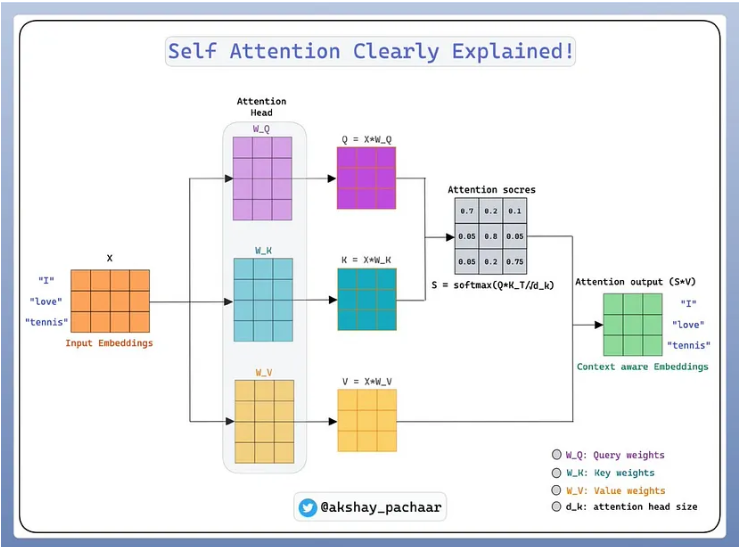 Self Attention Clearly Explained!
Attention
Head
W_Q
Q = X*W_Q
Attention socres
0.7 0.2 0.1
0.05 0.8 0.05
0.05 0.2 0.75
S = softmax(Q*K_T/√d_k)
X
"I"
"love"
"tennis"
Input Embeddings
W_K
K = X*W_K
Attention output (S*V)
"I"
"love"
"tennis"
Context aware Embeddings
W_V
V = X*W_V
W_Q: Query weights
W_K: Key weights
W_V: Value weights
d_k: attention head size
@akshay_pachaar